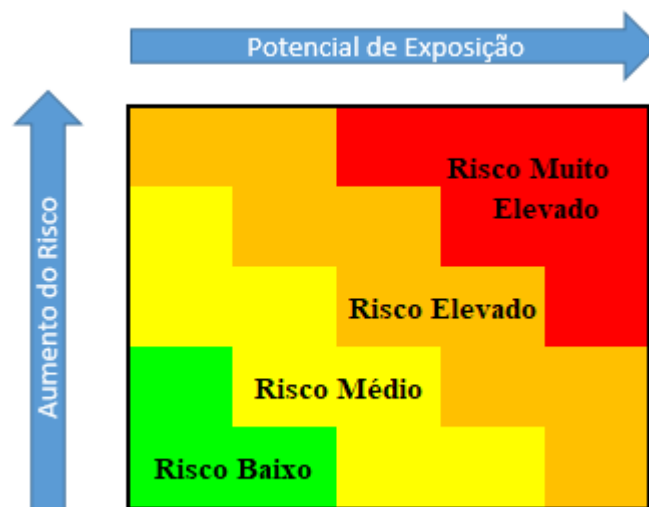 Potencial de Exposição
Aumento do Risco
Risco Muito
Elevado
Risco Elevado
Risco Médio
Risco Baixo